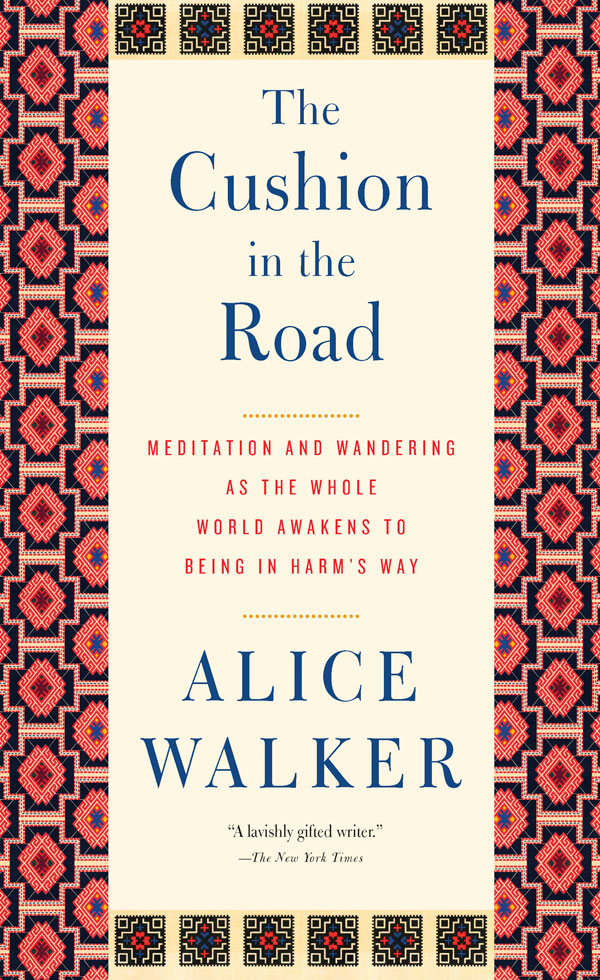 The
Cushion
in the
Road
MEDITATION AND WANDERING
AS THE WHOLE
WORLD AWAKENS TO
BEING IN HARM'S WAY
ALICE
WALKER
“A lavishly gifted writer.”
—The New York Times